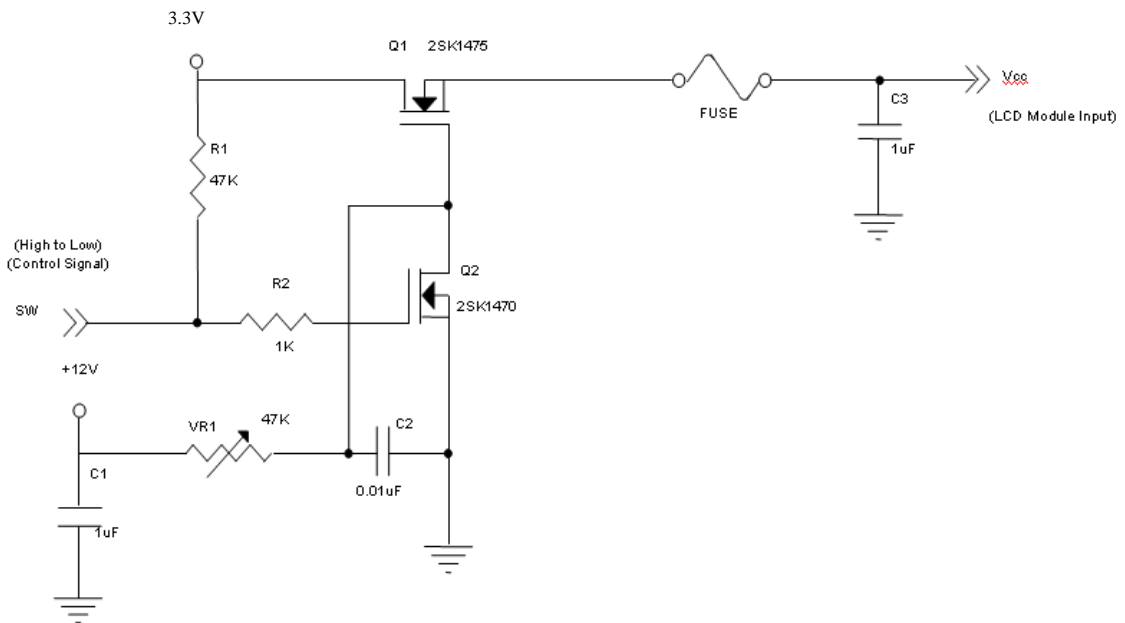 3.3V
Q1 2SK1475
Vcc
FUSE
C3
(LCD Module Input)
1uF
R1
47K
(High to Low)
(Control Signal)
SW
R2
1K
Q2
2SK1470
+12V
VR1
47K
C2
0.01uF
C1
1uF